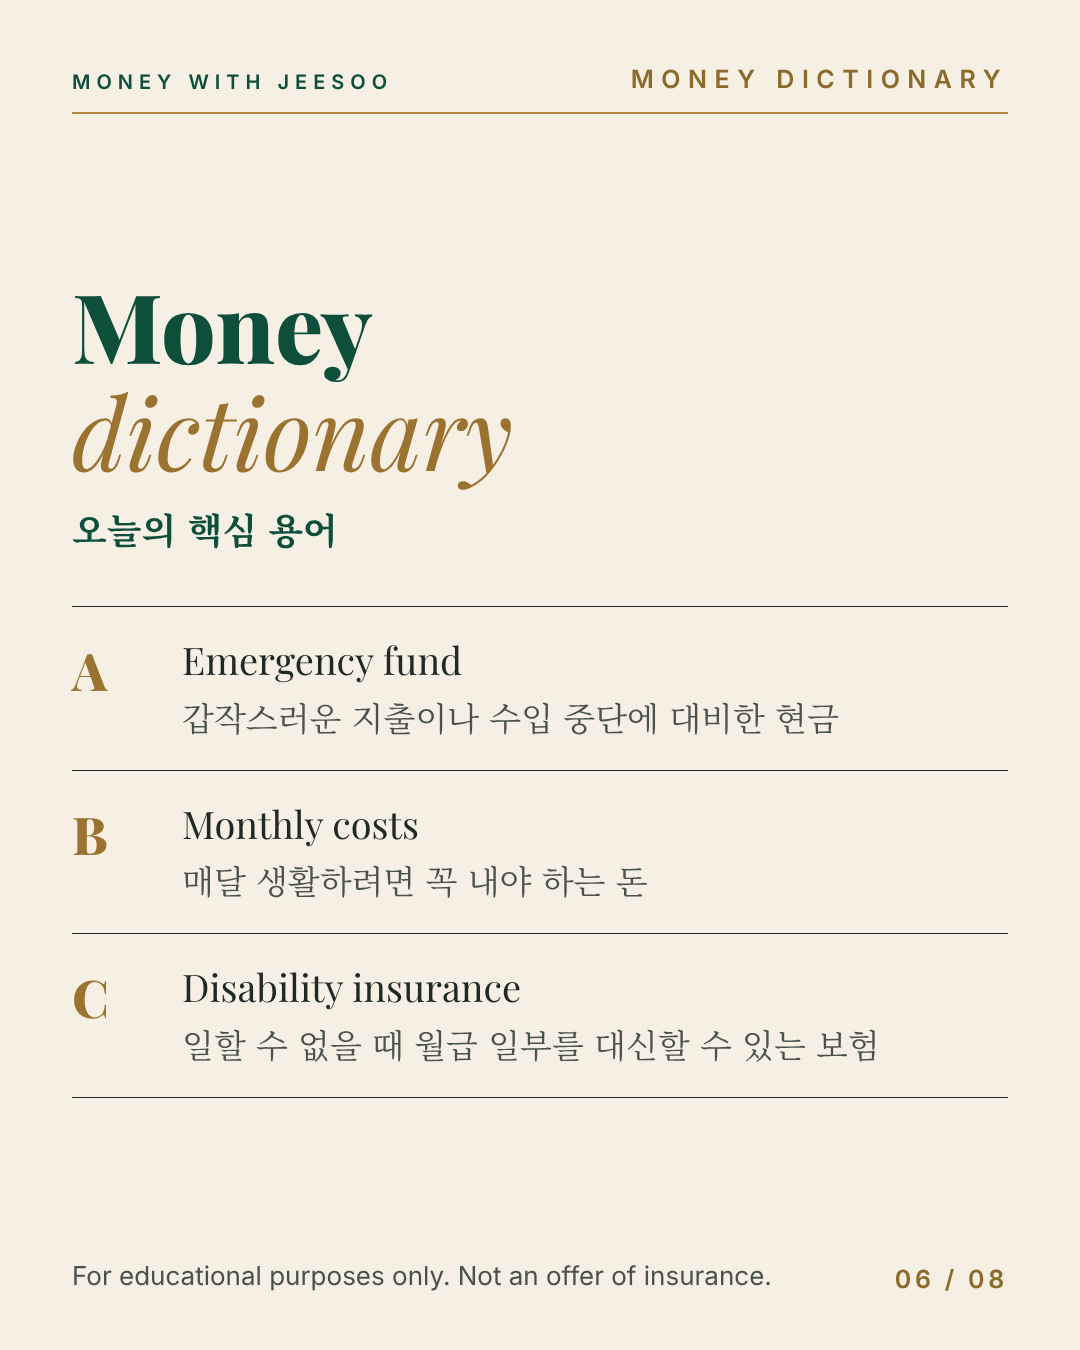 MONEY WITH JEESOO
MONEY DICTIONARY
Money
dictionary
오늘의 핵심 용어
A
Emergency fund
갑작스러운 지출이나 수입 중단에 대비한 현금
B
Monthly costs
매달 생활하려면 꼭 내야 하는 돈
C
Disability insurance
일할 수 없을 때 월급 일부를 대신할 수 있는 보험
For educational purposes only. Not an offer of insurance.
06 / 08